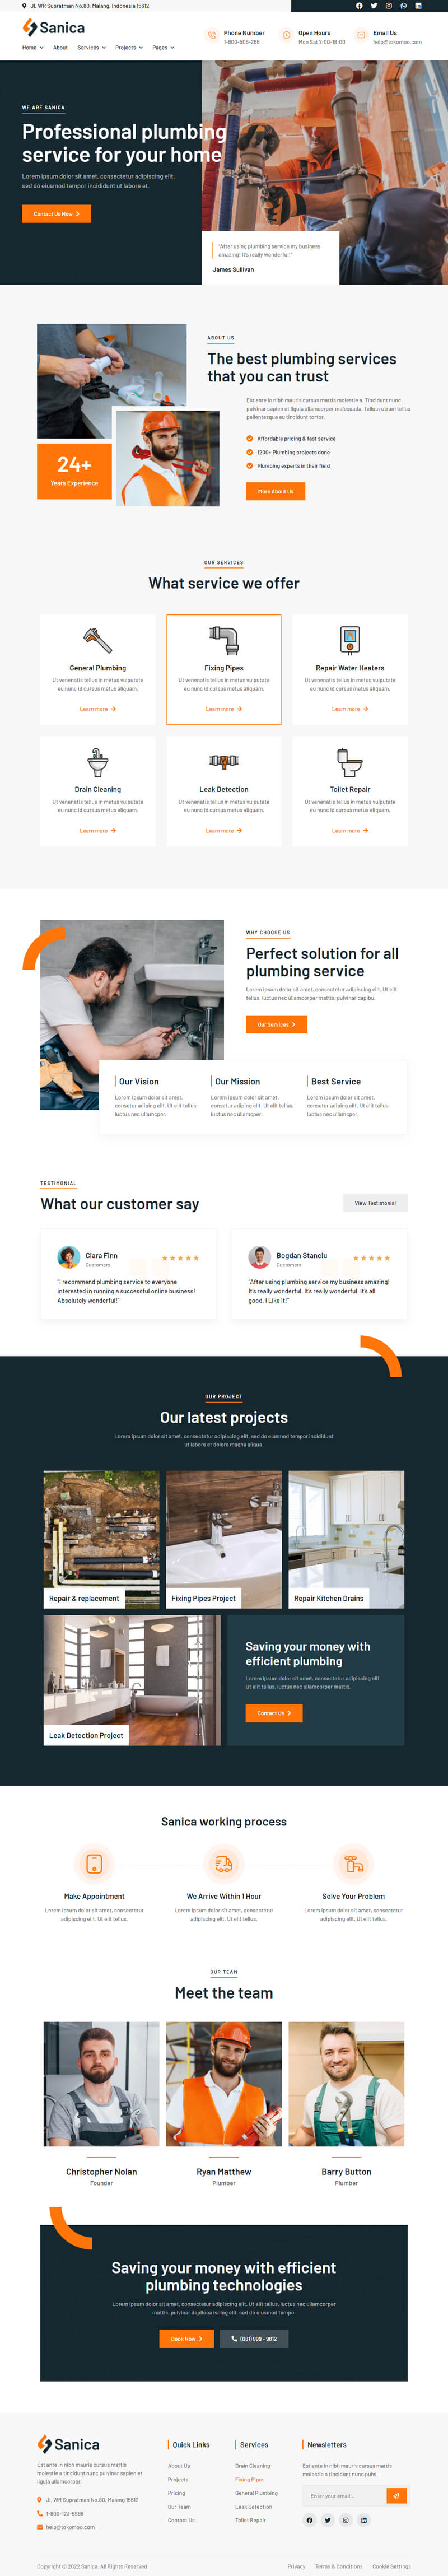 Jl. WR Supratman No.80, Malang, Indonesia 15612
Sanica
Home
About
Services
Projects
Pages
Phone Number
1-800-506-266
Open Hours
Mon Sat 7:00-18:00
Email Us
help@tokomoo.com
WE ARE SANICA
Professional plumbing
service for your home
Lorem ipsum dolor sit amet, consectetur adipiscing elit,
sed do eiusmod tempor incididunt ut labore et.
Contact Us Now
"After using plumbing service my business
amazing! It's really wonderful!"
James Sullivan
ABOUT US
The best plumbing services
that you can trust
Est ante in nibh mauris cursus mattis molestie a. Tincidunt nunc
pulvinar sapien et ligula ullamcorper malesuada. Tellus rutrum tellus
pellentesque eu tincidunt tortor.
Affordable pricing & fast service
1200+ Plumbing projects done
Plumbing experts in their field
More About Us
24+
Years Experience
OUR SERVICES
What service we offer
General Plumbing
Ut venenatis tellus in metus vulputate
eu nunc id cursus metus aliquam.
Learn more
Fixing Pipes
Ut venenatis tellus in metus vulputate
eu nunc id cursus metus aliquam.
Learn more
Repair Water Heaters
Ut venenatis tellus in metus vulputate
eu nunc id cursus metus aliquam.
Learn more
Drain Cleaning
Ut venenatis tellus in metus vulputate
eu nunc id cursus metus aliquam.
Learn more
Leak Detection
Ut venenatis tellus in metus vulputate
eu nunc id cursus metus aliquam.
Learn more
Toilet Repair
Ut venenatis tellus in metus vulputate
eu nunc id cursus metus aliquam.
Learn more
WHY CHOOSE US
Perfect solution for all
plumbing service
Lorem ipsum dolor sit amet, consectetur adipiscing elit. Ut elit
tellus, luctus nec ullamcorper mattis, pulvinar dapibu.
Our Services
Our Vision
Lorem ipsum dolor sit amet,
consetur adipiing elit. Ut elit tellus,
luctus nec ullamcper.
Our Mission
Lorem ipsum dolor sit amet,
consetur adipiing elit. Ut elit tellus,
luctus nec ullamcper.
Best Service
Lorem ipsum dolor sit amet,
consetur adipiing elit. Ut elit tellus,
luctus nec ullamcper.
TESTIMONIAL
What our customer say
View Testimonial
Clara Finn
Customers
"I recommend plumbing service to everyone
interested in running a successful online business!
Absolutely wonderful!"
Bogdan Stanciu
Customers
"After using plumbing service my business amazing!
It's really wonderful. It's really wonderful. It's all
good. I Like it!"
OUR PROJECT
Our latest projects
Lorem ipsum dolor sit amet, consectetur adipiscing elit, sed do eiusmod tempor incididunt
ut labore et dolore magna aliqua.
Repair & replacement
Fixing Pipes Project
Repair Kitchen Drains
Leak Detection Project
Saving your money with
efficient plumbing
Lorem ipsum dolor sit amet, consectetur adipiscing elit.
Ut elit tellus, luctus nec ullamcorper mattis.
Contact Us
Sanica working process
Make Appointment
Lorem ipsum dolor sit amet, consectetur
adipiscing elit. Ut elit tellus.
We Arrive Within 1 Hour
Lorem ipsum dolor sit amet, consectetur
adipiscing elit. Ut elit tellus.
Solve Your Problem
Lorem ipsum dolor sit amet, consectetur
adipiscing elit. Ut elit tellus.
OUR TEAM
Meet the team
Christopher Nolan
Founder
Ryan Matthew
Plumber
Barry Button
Plumber
Saving your money with efficient
plumbing technologies
Lorem ipsum dolor sit amet, consectetur adipiscing elit. Ut elit tellus, luctus nec ullamcorper
mattis, pulvinar dapibus leo
Book Now
(081) 999 - 9812
Sanica
Est ante in nibh mauris cursus mattis
molestie a tincidunt nunc pulvinar sapien et
ligula ullamcorper.
Jl. WR Supratman No.80, Malang 15612
1-800-123-9999
help@tokomoo.com
Quick Links
About Us
Projects
Pricing
Our Team
Contact Us
Services
Drain Cleaning
Fixing Pipes
General Plumbing
Leak Detection
Toilet Repair
Newsletters
Est ante in nibh mauris cursus mattis
molestie a tincidunt nunc pulvi.
Enter your email...
Copyright © 2022 Sanica, All Rights Reserved
Privacy
Terms & Conditions
Cookie Settings